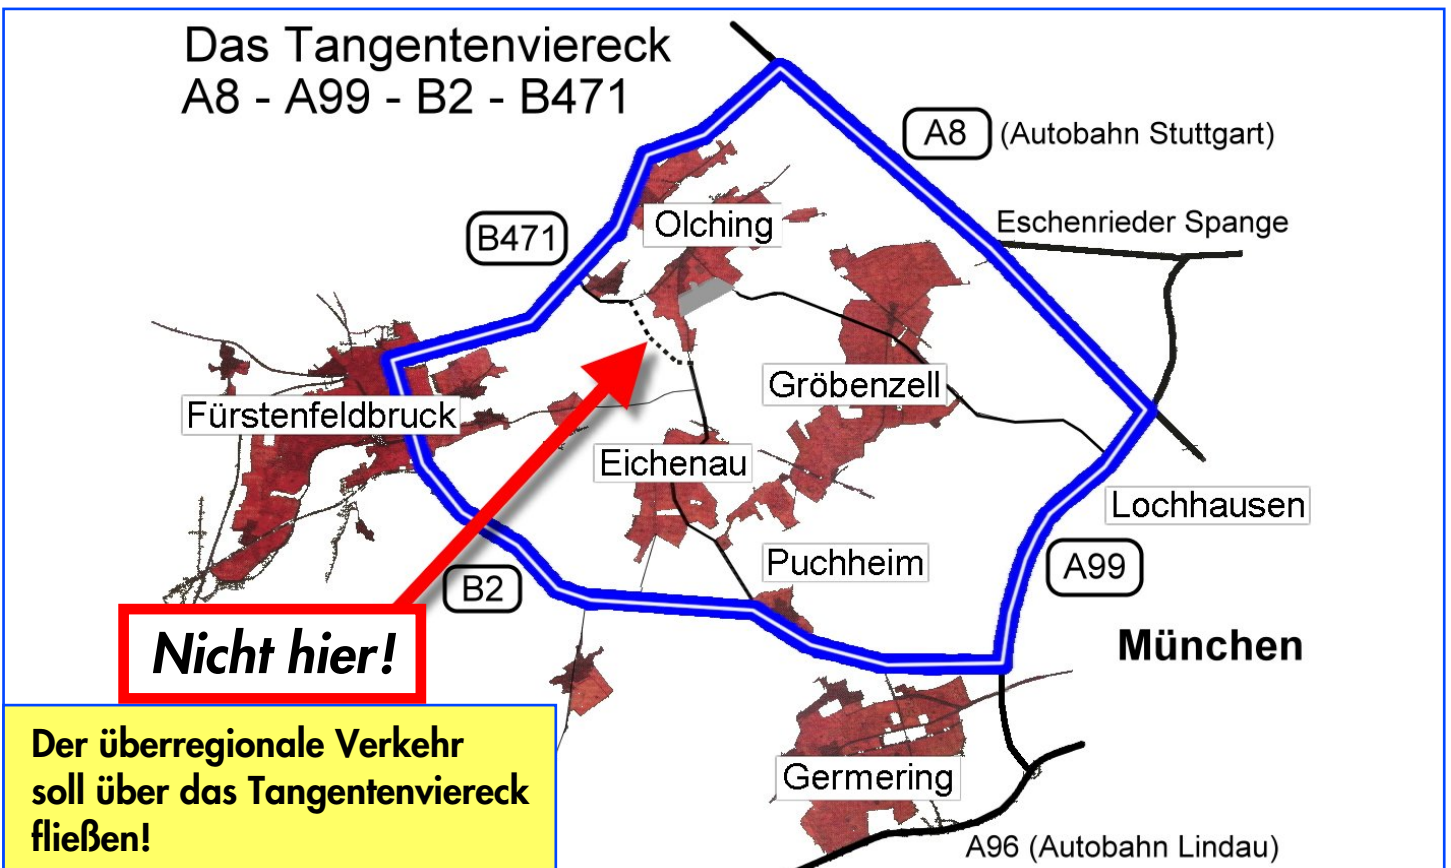 Das Tangentenviereck
A8 - A99 - B2 - B471
A8 (Autobahn Stuttgart)
Eschenrieder Spange
B471
Olching
Gröbenzell
Fürstenfeldbruck
Eichenau
Lochhausen
Puchheim
A99
B2
München
Nicht hier!
Der überregionale Verkehr
soll über das Tangentenviereck
fließen!
Germering
A96 (Autobahn Lindau)